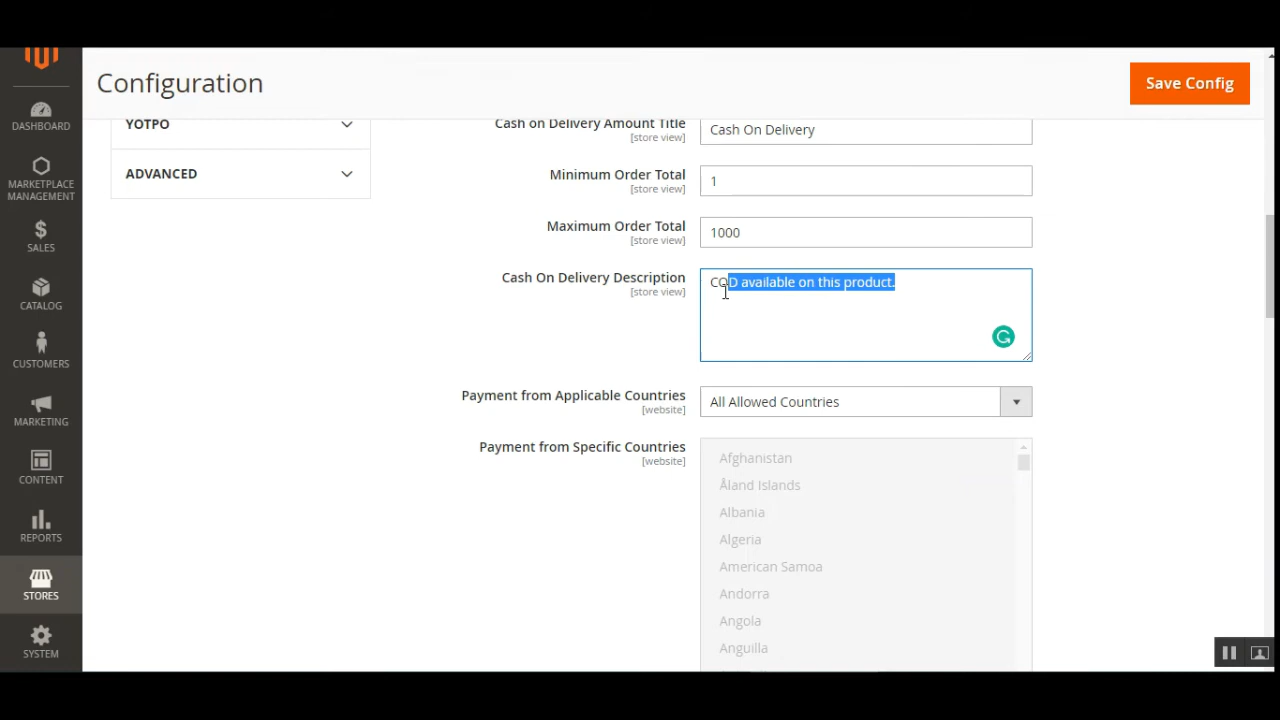 Configuration
Save Config
DASHBOARD
MARKETPLACE
MANAGEMENT
SALES
CATALOG
CUSTOMERS
MARKETING
CONTENT
REPORTS
STORES
SYSTEM
YOTPO
ADVANCED
Cash on Delivery Amount Title
[store view]
Cash On Delivery
Minimum Order Total
[store view]
1
Maximum Order Total
[store view]
1000
Cash On Delivery Description
[store view]
COD available on this product.
Payment from Applicable Countries
[website]
All Allowed Countries
Payment from Specific Countries
[website]
Afghanistan
Åland Islands
Albania
Algeria
American Samoa
Andorra
Angola
Anguilla